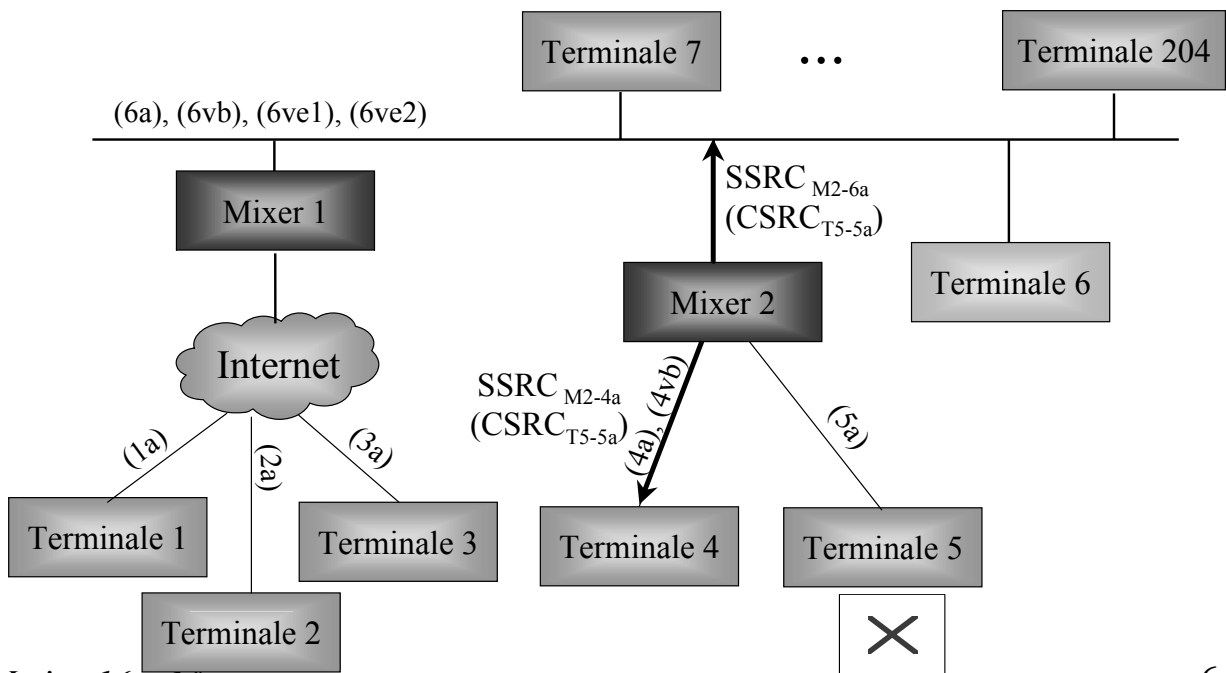 Terminale 7
...
Terminale 204
(6a), (6vb), (6ve1), (6ve2)
Mixer 1
SSRC M2-6a
(CSRC T5-5a)
Terminale 6
Mixer 2
Internet
SSRC M2-4a
(CSRC T5-5a)
(4a), (4vb)
(5a)
(1a)
(2a)
(3a)
Terminale 1
Terminale 3
Terminale 4
Terminale 5
Terminale 2